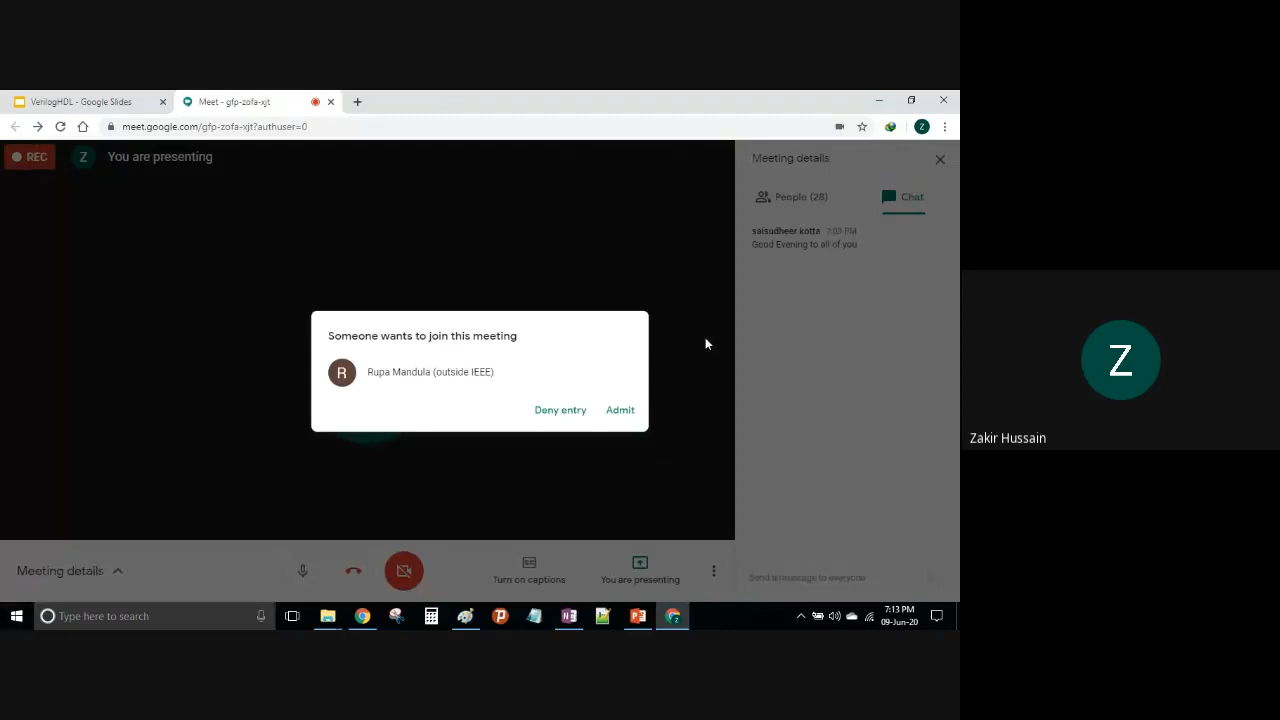 VerilogHDL - Google Slides
Meet - gfp-zofa-xjt
meet.google.com/gfp-zofa-xjt?authuser=0
Z
REC
Z
You are presenting
Meeting details
People (28)
Chat
saisudheer kotta 7:03 PM
Good Evening to all of you
Someone wants to join this meeting
R
Rupa Mandula (outside IEEE)
Deny entry
Admit
Z
Zakir Hussain
Meeting details
Turn on captions
You are presenting
Send a message to everyone
Type here to search
7:13 PM
09-Jun-20